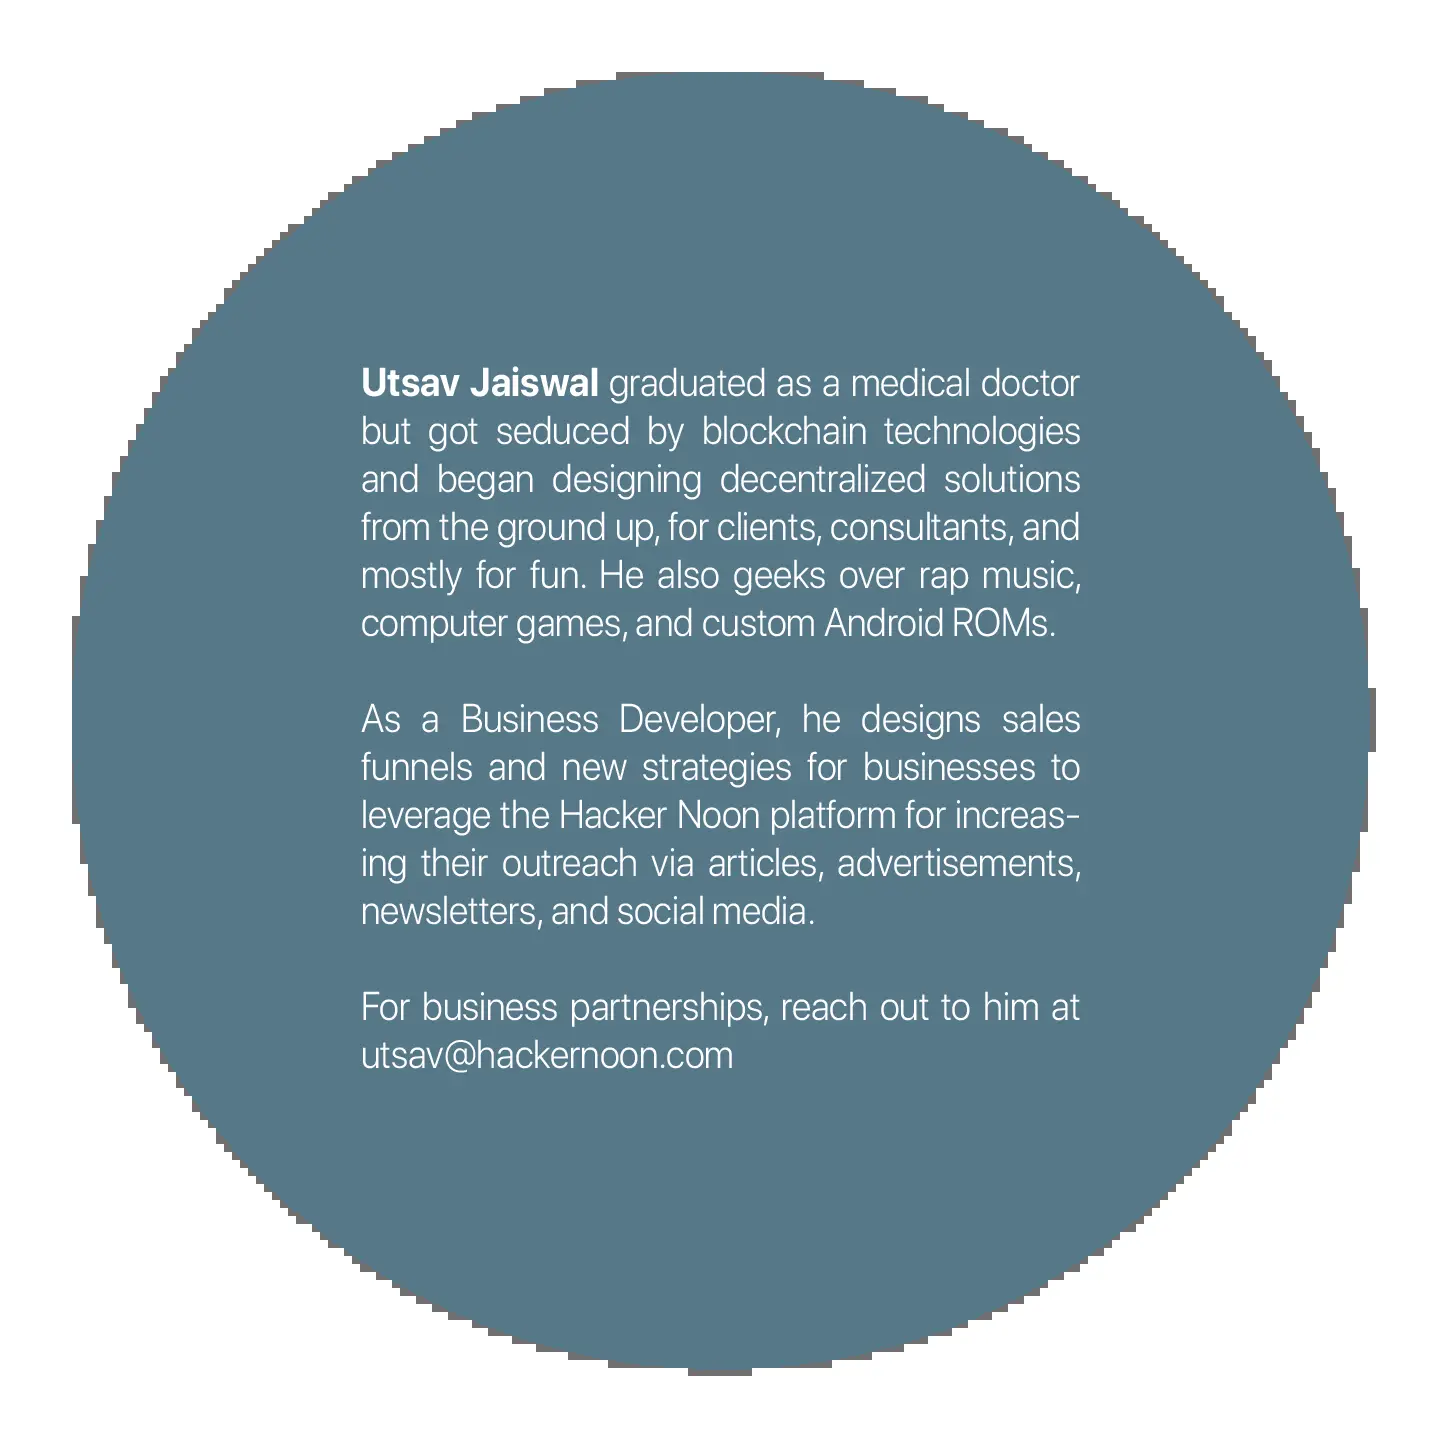 Utsav Jaiswal graduated as a medical doctor
but got seduced by blockchain technologies
and began designing decentralized solutions
from the ground up, for clients, consultants, and
mostly for fun. He also geeks over rap music,
computer games, and custom Android ROMs.
As a Business Developer, he designs sales
funnels and new strategies for businesses to
leverage the Hacker Noon platform for increas-
ing their outreach via articles, advertisements,
newsletters, and social media.
For business partnerships, reach out to him at
utsav@hackernoon.com